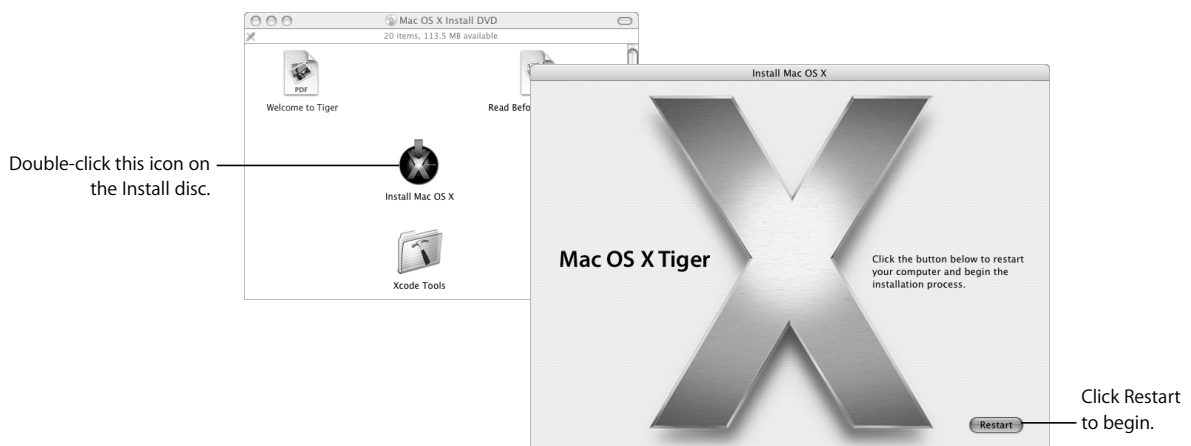 Mac OS X Install DVD
20 items, 113.5 MB available
PDF
Welcome to Tiger
Read Befo
Double-click this icon on
the Install disc.
Install Mac OS X
Xcode Tools
Install Mac OS X
Mac OS X Tiger
Click the button below to restart
your computer and begin the
installation process.
Restart
Click Restart
to begin.